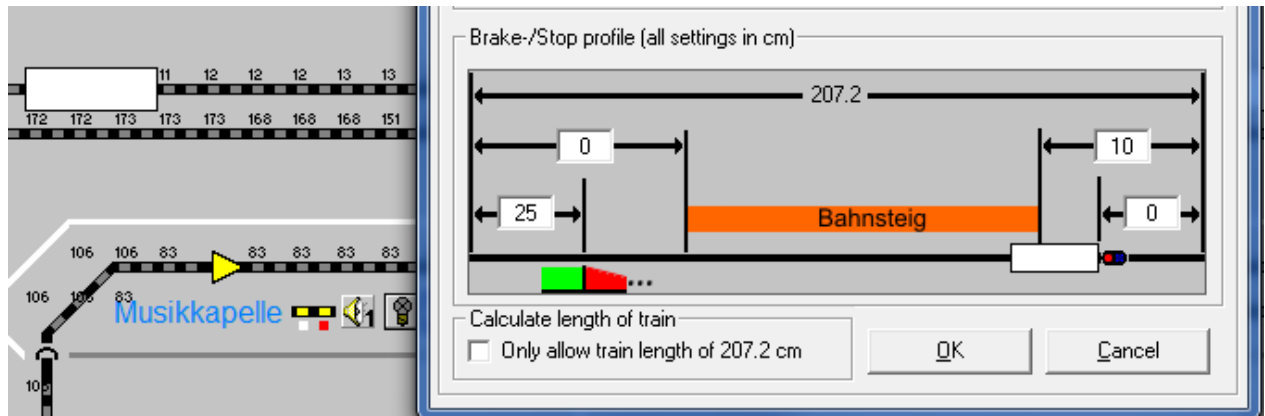 11 12 12 12 13 13
172 172 173 173 173 168 168 168 151
106 106 83 83 83 83 83
106 106 83
Musikkapelle 1
10
Brake-/Stop profile (all settings in cm)
207.2
0 10
25 Bahnsteig 0
...
Calculate length of train
Only allow train length of 207.2 cm
OK Cancel